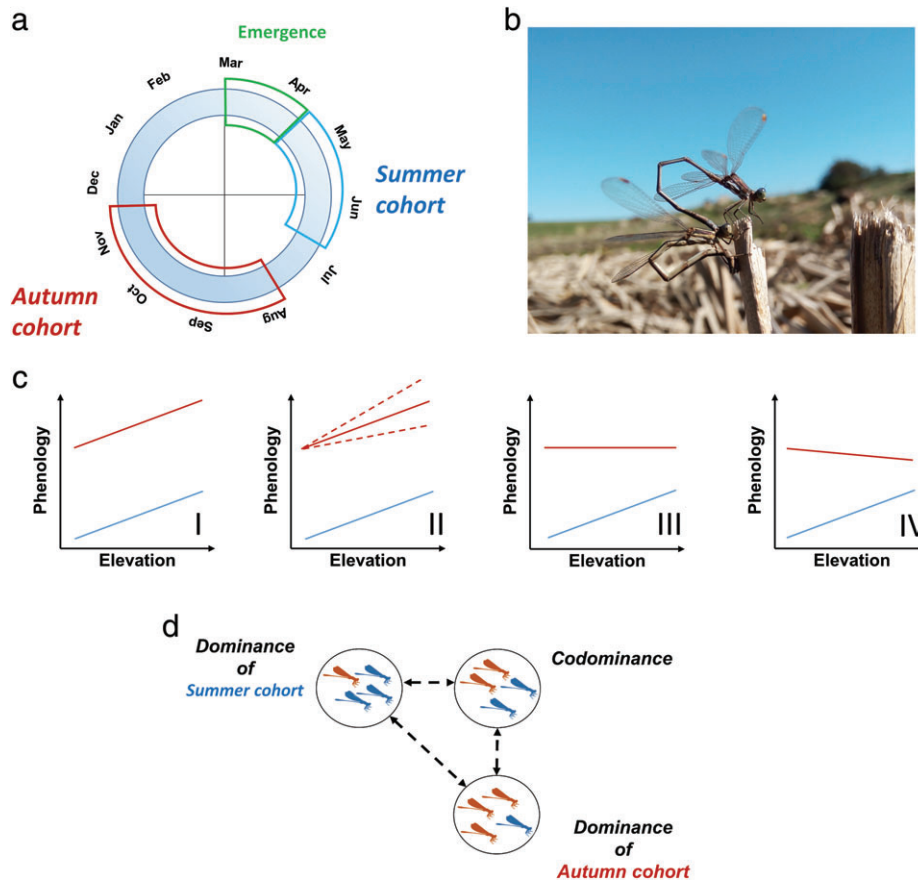 a
Emergence
Mar
Apr
May
Jun
Jul
Aug
Sep
Oct
Nov
Dec
Jan
Feb
Summer
cohort
Autumn
cohort
b
c
Phenology
Elevation
I
Phenology
Elevation
II
Phenology
Elevation
III
Phenology
Elevation
IV
d
Dominance
of
Summer cohort
Codominance
Dominance
of
Autumn cohort